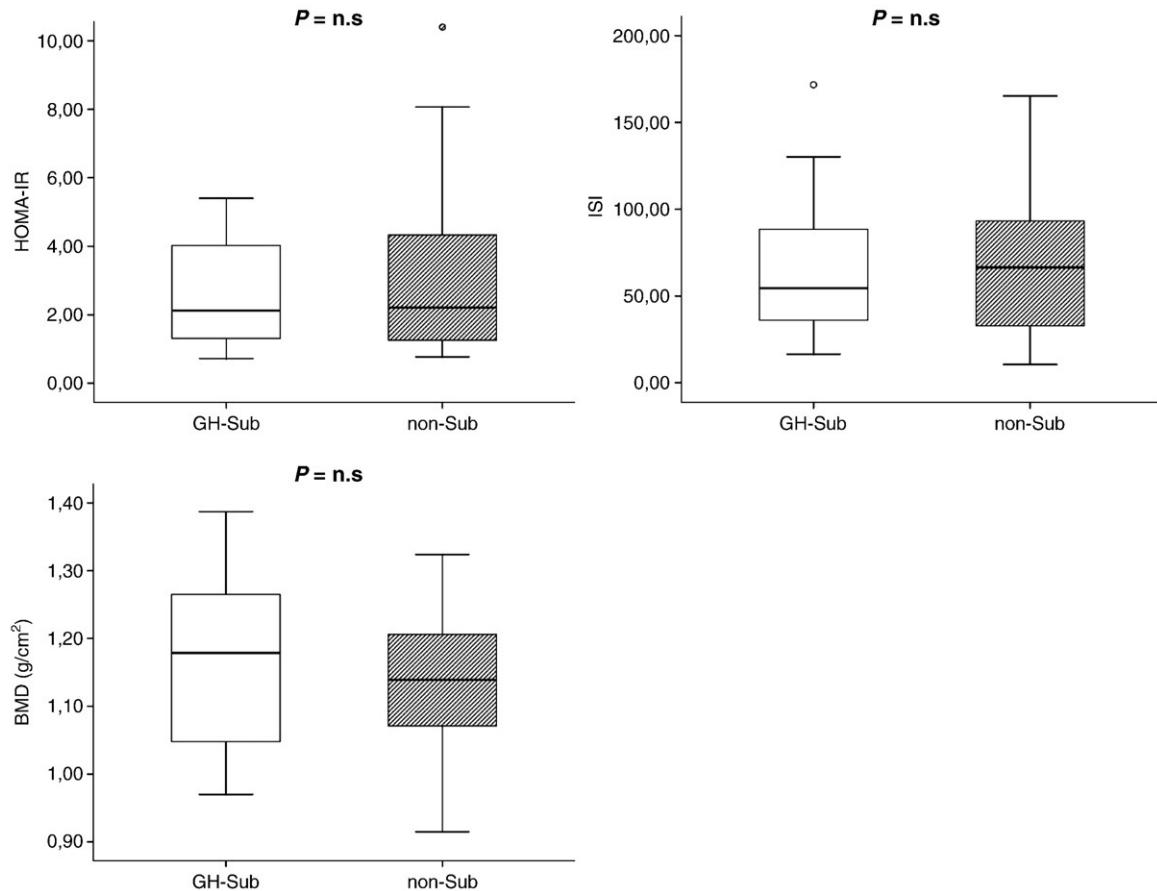 P = n.s
10,00
8,00
6,00
4,00
2,00
0,00
HOMA-IR
GH-Sub non-Sub
P = n.s
200,00
150,00
100,00
50,00
0,00
ISI
GH-Sub non-Sub
P = n.s
1,40
1,30
1,20
1,10
1,00
0,90
BMD (g/cm²)
GH-Sub non-Sub